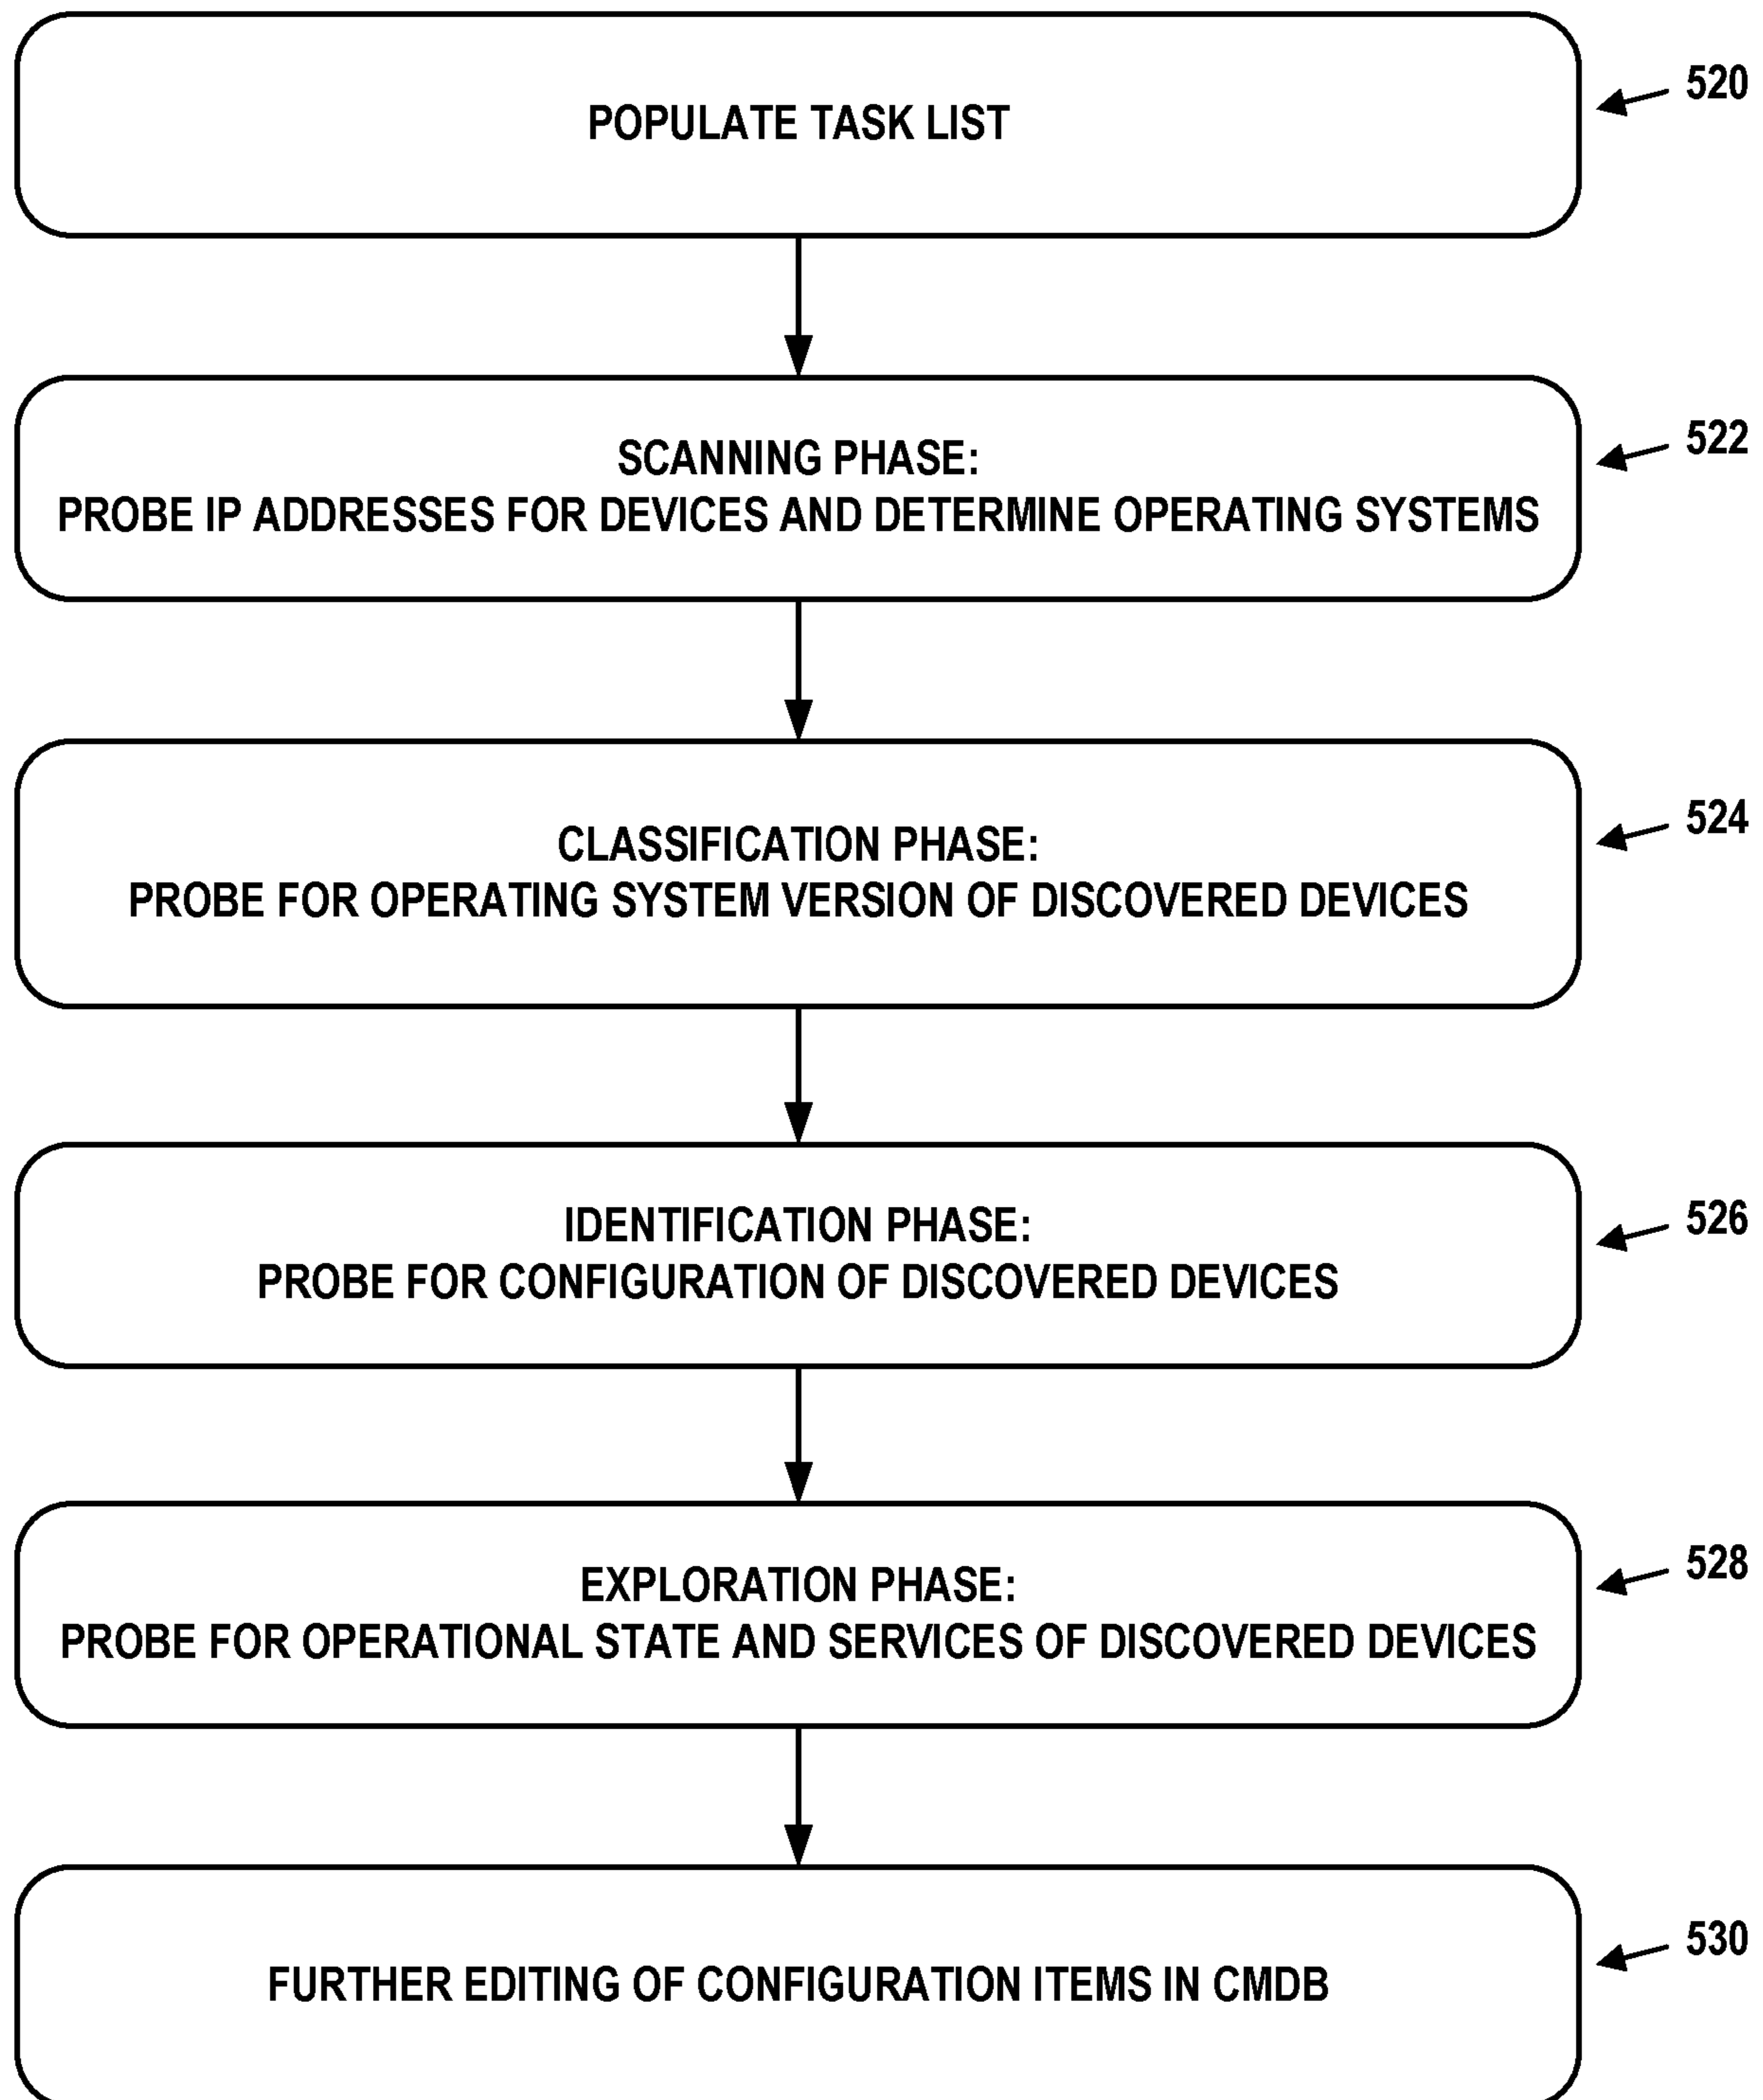 POPULATE TASK LIST
520
SCANNING PHASE:
PROBE IP ADDRESSES FOR DEVICES AND DETERMINE OPERATING SYSTEMS
522
CLASSIFICATION PHASE:
PROBE FOR OPERATING SYSTEM VERSION OF DISCOVERED DEVICES
524
IDENTIFICATION PHASE:
PROBE FOR CONFIGURATION OF DISCOVERED DEVICES
526
EXPLORATION PHASE:
PROBE FOR OPERATIONAL STATE AND SERVICES OF DISCOVERED DEVICES
528
FURTHER EDITING OF CONFIGURATION ITEMS IN CMDB
530